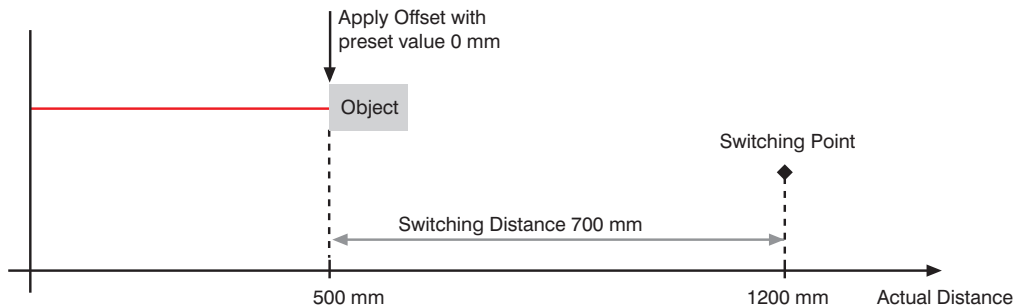 Apply Offset with
preset value 0 mm
Object
Switching Point
Switching Distance 700 mm
500 mm
1200 mm
Actual Distance